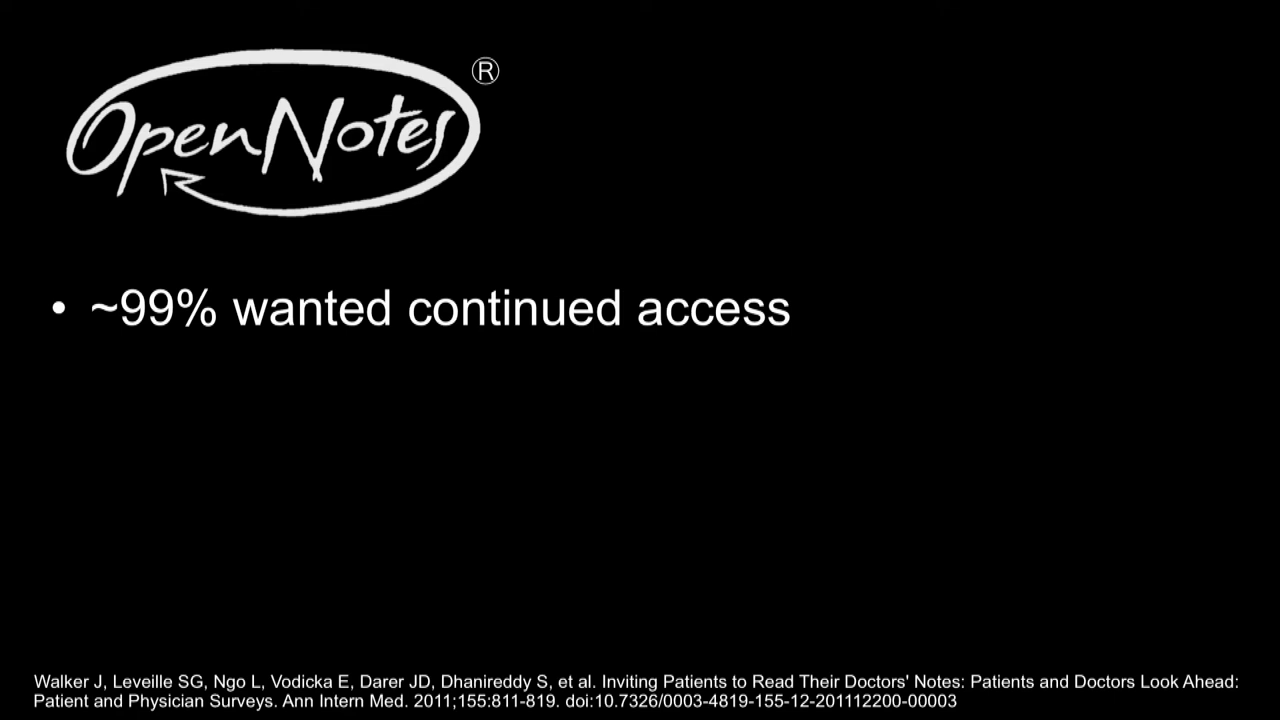 OpenNotes®
• ~99% wanted continued access
Walker J, Leveille SG, Ngo L, Vodicka E, Darer JD, Dhanireddy S, et al. Inviting Patients to Read Their Doctors' Notes: Patients and Doctors Look Ahead:
Patient and Physician Surveys. Ann Intern Med. 2011;155:811-819. doi:10.7326/0003-4819-155-12-201112200-00003